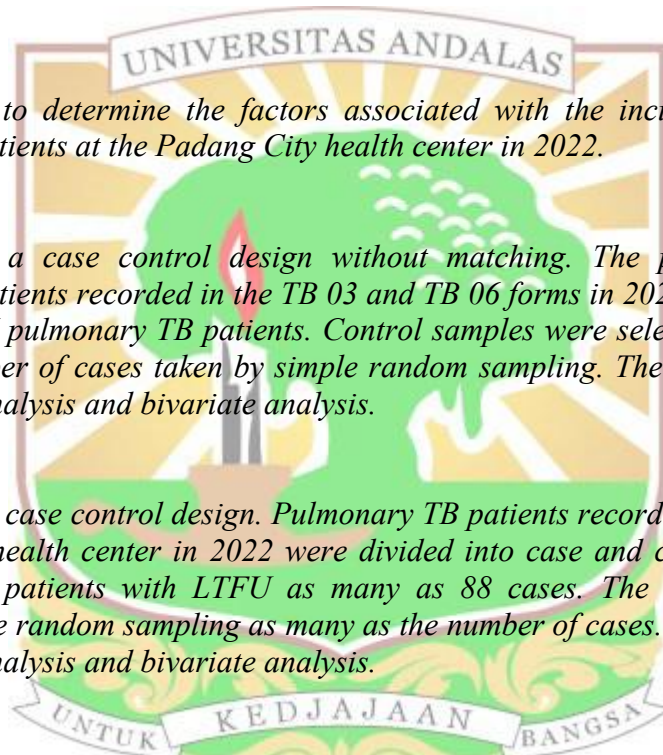 UNIVERSITAS ANDALAS
to determine the factors associated with the inci
tients at the Padang City health center in 2022.
a case control design without matching. The p
tients recorded in the TB 03 and TB 06 forms in 202
pulmonary TB patients. Control samples were sele
ber of cases taken by simple random sampling. The
nalysis and bivariate analysis.
case control design. Pulmonary TB patients record
health center in 2022 were divided into case and c
patients with LTFU as many as 88 cases. The
e random sampling as many as the number of cases.
nalysis and bivariate analysis.
UNTUK KEDJAJAAN BANGSA